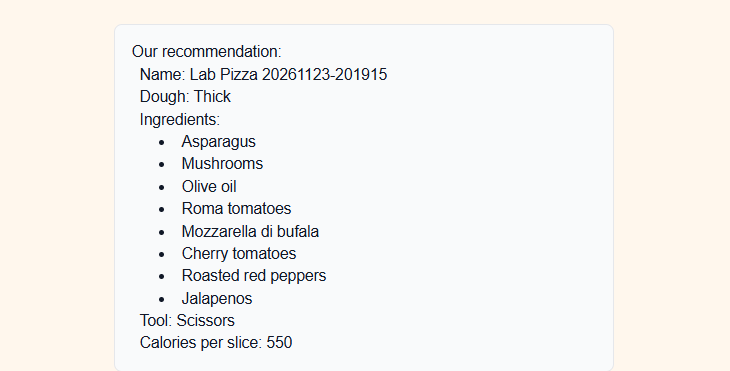 Our recommendation:
Name: Lab Pizza 20261123-201915
Dough: Thick
Ingredients:
• Asparagus
• Mushrooms
• Olive oil
• Roma tomatoes
• Mozzarella di bufala
• Cherry tomatoes
• Roasted red peppers
• Jalapenos
Tool: Scissors
Calories per slice: 550